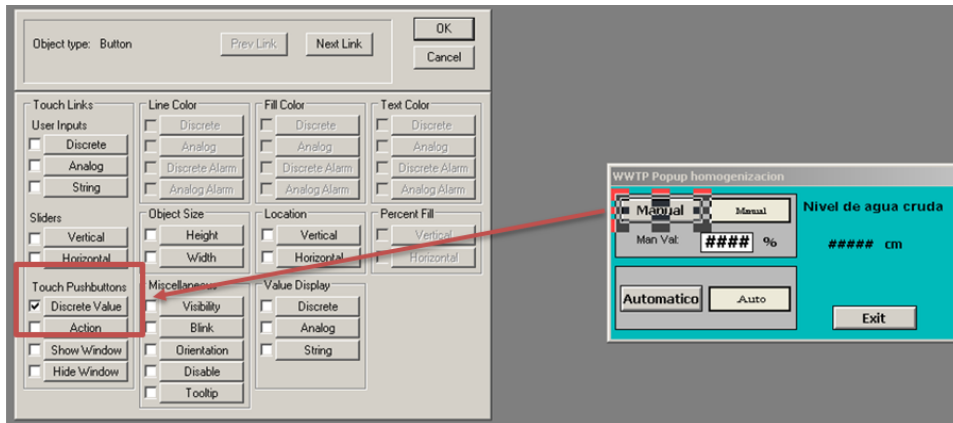 Object type: Button
Prev Link
Next Link
OK
Cancel
Touch Links
User Inputs
Discrete
Analog
String
Sliders
Vertical
Horizontal
Touch Pushbuttons
Discrete Value
Action
Show Window
Hide Window
Line Color
Discrete
Analog
Discrete Alarm
Analog Alarm
Fill Color
Discrete
Analog
Discrete Alarm
Analog Alarm
Text Color
Discrete
Analog
Discrete Alarm
Analog Alarm
Object Size
Height
Width
Location
Vertical
Horizontal
Percent Fill
Vertical
Horizontal
Miscellaneous
Visibility
Blink
Orientation
Disable
Tooltip
Value Display
Discrete
Analog
String
WWTP Popup homogenizacion
Manual
Manual
Man Val:
####
%
Automatico
Auto
Nivel de agua cruda
##### cm
Exit